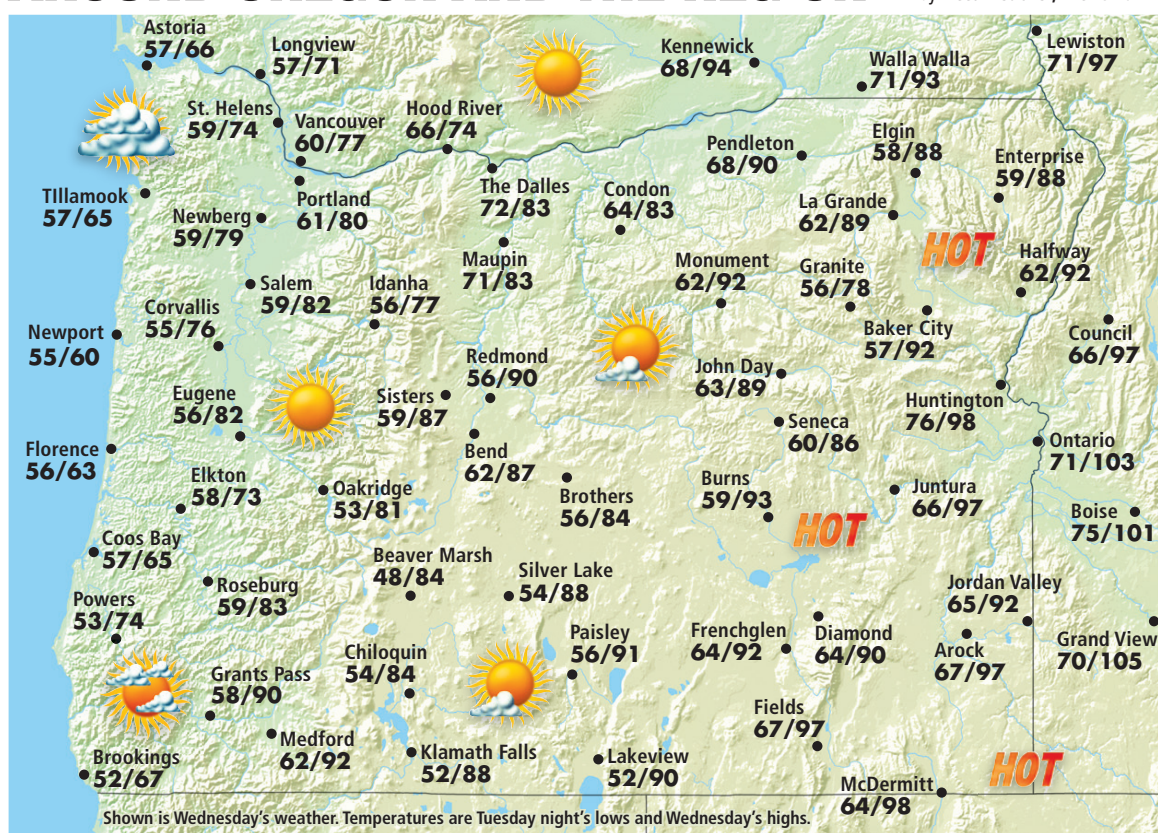 Astoria
57/66
Longview
57/71
Kennewick
68/94
Walla Walla
71/93
Lewiston
71/97
St. Helens
59/74
Vancouver
60/77
Hood River
66/74
Pendleton
68/90
Elgin
58/88
Enterprise
59/88
TIllamook
57/65
Newberg
59/79
Portland
61/80
The Dalles
72/83
Condon
64/83
La Grande
62/89
HOT
Maupin
71/83
Monument
62/92
Granite
56/78
Halfway
62/92
Salem
59/82
Idanha
56/77
Corvallis
55/76
Newport
55/60
Baker City
57/92
Council
66/97
Redmond
56/90
John Day
63/89
Eugene
56/82
Sisters
59/87
Huntington
76/98
Seneca
60/86
Florence
56/63
Bend
62/87
Ontario
71/103
Elkton
58/73
Oakridge
53/81
Brothers
56/84
Burns
59/93
Juntura
66/97
Boise
75/101
HOT
Coos Bay
57/65
Beaver Marsh
48/84
Silver Lake
54/88
Roseburg
59/83
Jordan Valley
65/92
Powers
53/74
Paisley
56/91
Frenchglen
64/92
Diamond
64/90
Arock
67/97
Grand View
70/105
Chiloquin
54/84
Grants Pass
58/90
Fields
67/97
Medford
62/92
Klamath Falls
52/88
Lakeview
52/90
Brookings
52/67
HOT
McDermitt
64/98
Shown is Wednesday's weather. Temperatures are Tuesday night's lows and Wednesday's highs.